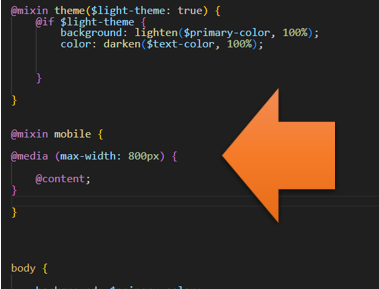 @mixin theme($light-theme: true) {
@if $light-theme {
background: lighten($primary-color, 100%);
color: darken($text-color, 100%);
}
}
@mixin mobile {
@media (max-width: 800px) {
@content;
}
}
body {